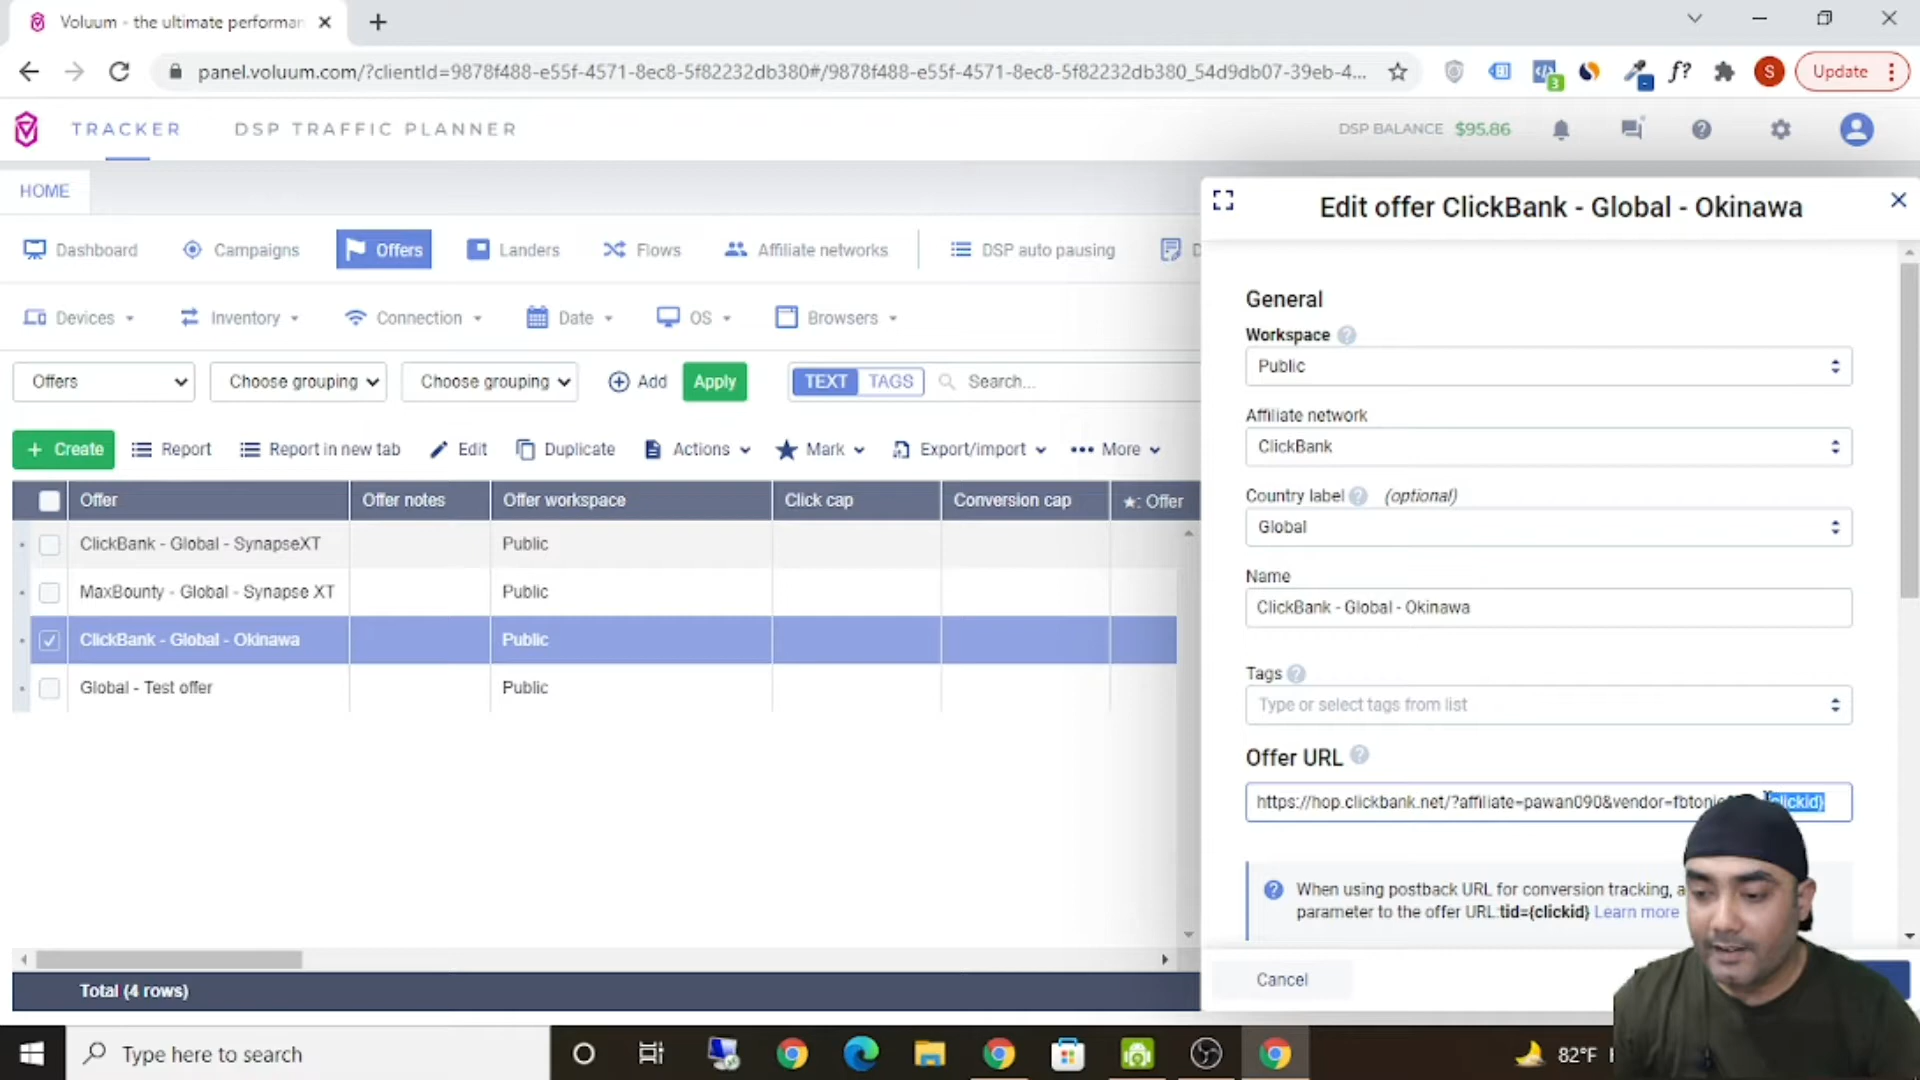 Voluum - the ultimate performan
panel.voluum.com/?clientId=9878f488-e55f-4571-8ec8-5f82232db380#/9878f488-e55f-4571-8ec8-5f82232db380_54d9db07-39eb-4...
3
f?
S
Update
TRACKER
DSP TRAFFIC PLANNER
DSP BALANCE $95.86
HOME
Dashboard
Campaigns
Offers
Landers
Flows
Affiliate networks
DSP auto pausing
D
Devices
Inventory
Connection
Date
OS
Browsers
Offers
Choose grouping
Choose grouping
Add
Apply
TEXT
TAGS
Search...
+ Create
Report
Report in new tab
Edit
Duplicate
Actions
Mark
Export/import
More
Offer
Offer notes
Offer workspace
Click cap
Conversion cap
★: Offer
ClickBank - Global - SynapseXT
Public
MaxBounty - Global - Synapse XT
Public
ClickBank - Global - Okinawa
Public
Global - Test offer
Public
Total (4 rows)
Edit offer ClickBank - Global - Okinawa
General
Workspace
Public
Affiliate network
ClickBank
Country label (optional)
Global
Name
ClickBank - Global - Okinawa
Tags
Type or select tags from list
Offer URL
https://hop.clickbank.net/?affiliate=pawan090&vendor=fbtoni clickid}
When using postback URL for conversion tracking, a
parameter to the offer URL:tid={clickid} Learn more
Cancel
Type here to search
82°F